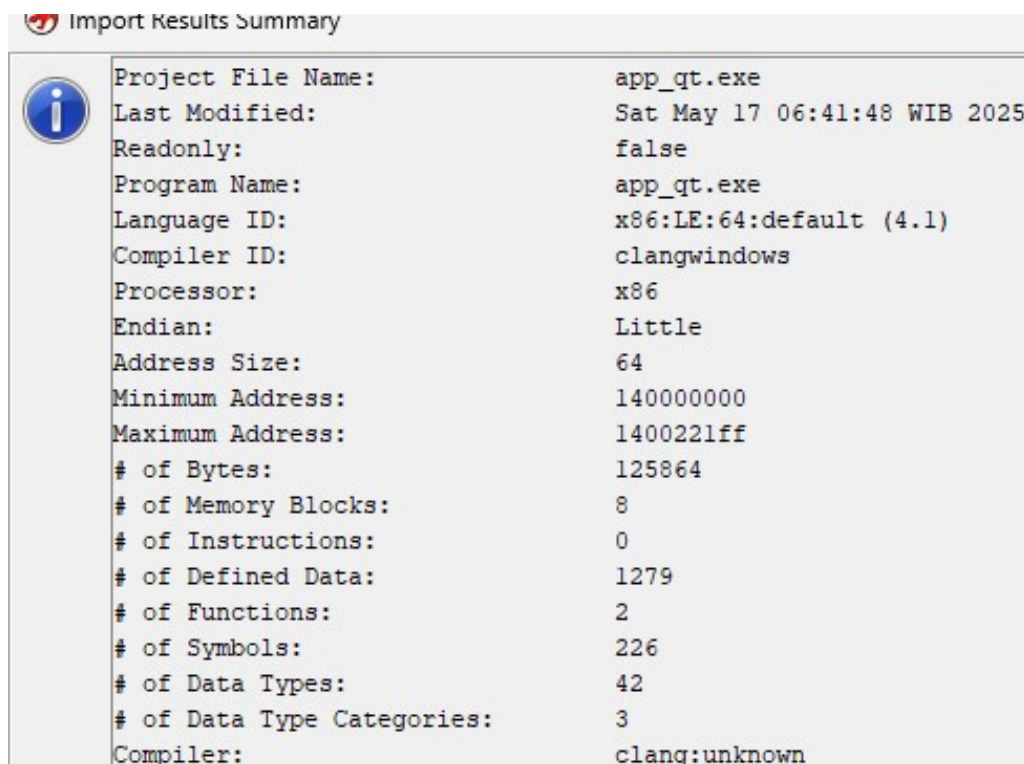 Import Results Summary
Project File Name: app_qt.exe
Last Modified: Sat May 17 06:41:48 WIB 2025
Readonly: false
Program Name: app_qt.exe
Language ID: x86:LE:64:default (4.1)
Compiler ID: clangwindows
Processor: x86
Endian: Little
Address Size: 64
Minimum Address: 140000000
Maximum Address: 1400221ff
# of Bytes: 125864
# of Memory Blocks: 8
# of Instructions: 0
# of Defined Data: 1279
# of Functions: 2
# of Symbols: 226
# of Data Types: 42
# of Data Type Categories: 3
Compiler: clang:unknown